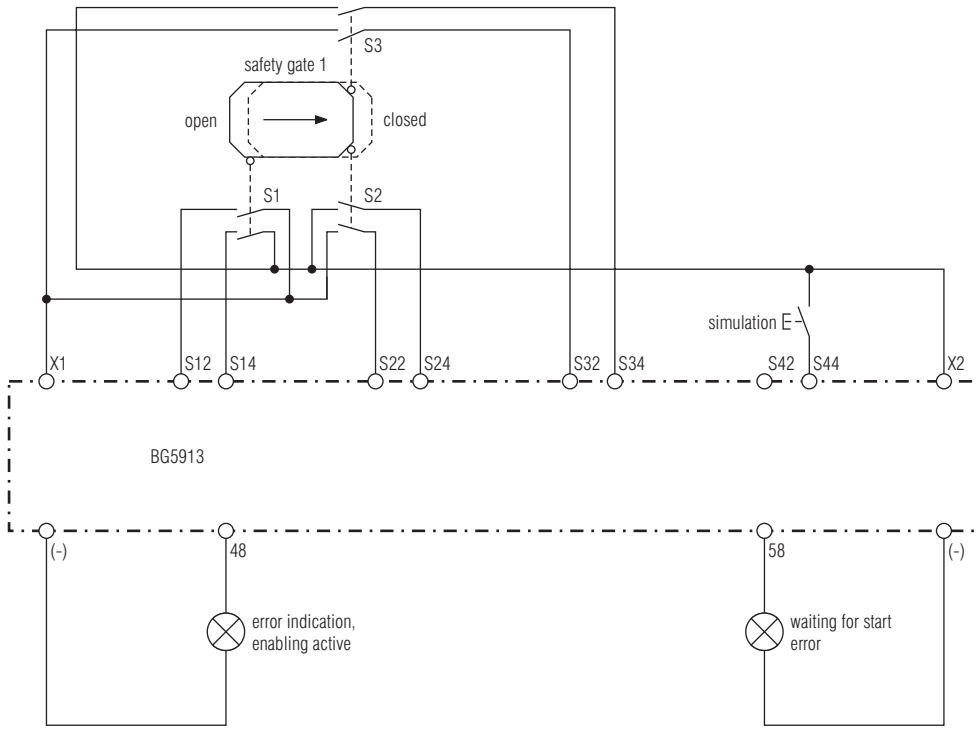 S3
safety gate 1
open
closed
S1
S2
simulation
X1
S12
S14
S22
S24
S32
S34
S42
S44
X2
BG5913
(-)
48
58
(-)
error indication,
enabling active
waiting for start
error